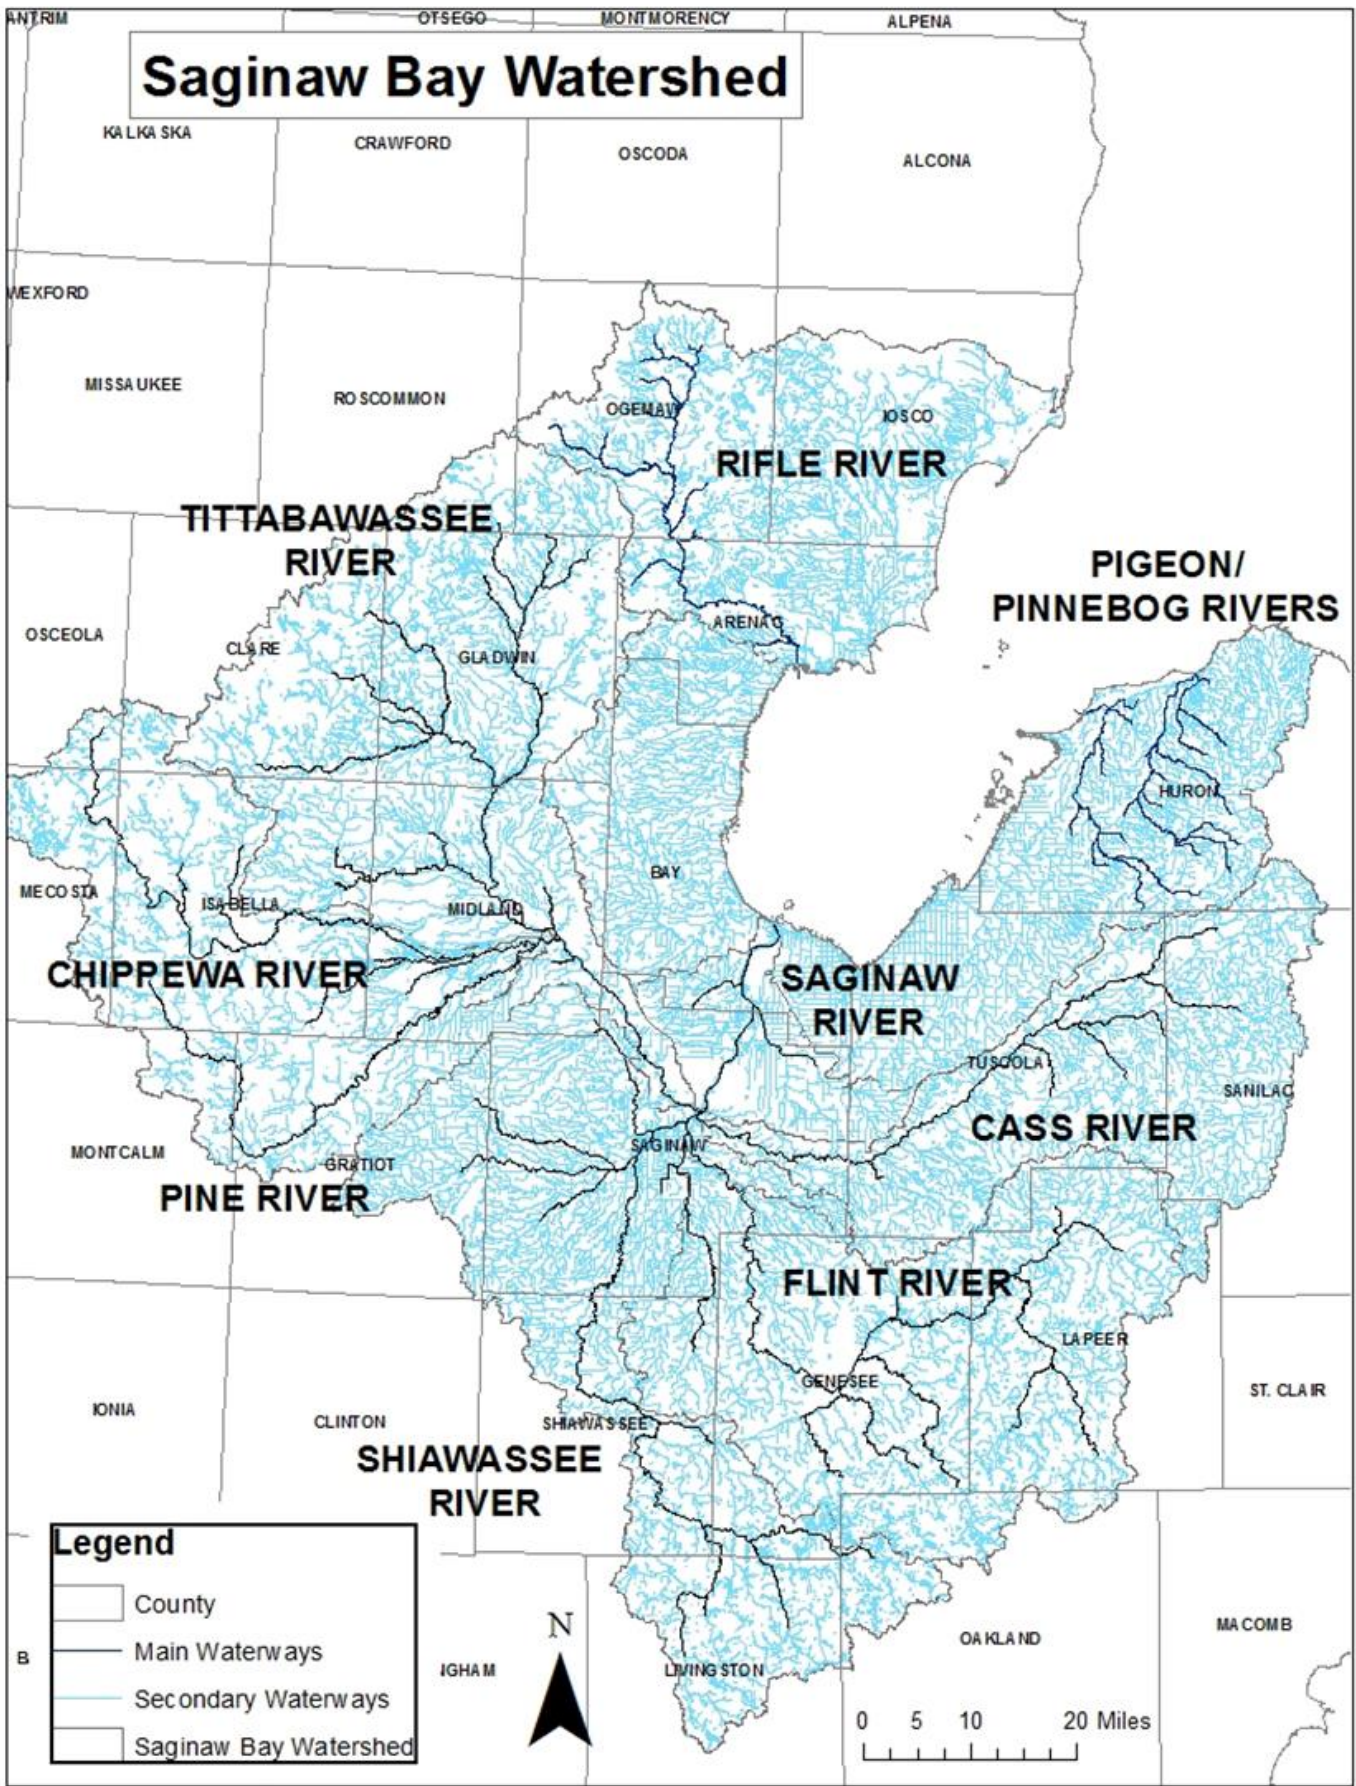 ANTRIM
OTSEGO
MONTMORENCY
ALPENA
Saginaw Bay Watershed
KALKASKA
CRAWFORD
OSCODA
ALCONA
WEXFORD
MISSAUKEE
ROSCOMMON
OGEMAW
IOSCO
RIFLE RIVER
TITTABAWASSEE
RIVER
PIGEON/
PINNEBOG RIVERS
OSCEOLA
CLARE
GLADWIN
ARENAC
HURON
MECOSTA
ISABELLA
MIDLAND
BAY
CHIPPEWA RIVER
SAGINAW
RIVER
TUSCOLA
SANILAC
CASS RIVER
MONTCALM
GRATIOT
SAGINAW
PINE RIVER
FLINT RIVER
LAPEER
GENESEE
ST. CLAIR
IONIA
CLINTON
SHIAWASSEE
SHIAWASSEE
RIVER
Legend
County
Main Waterways
Secondary Waterways
Saginaw Bay Watershed
B
NGHAM
N
LIVINGSTON
OAKLAND
MACOMB
0 5 10 20 Miles